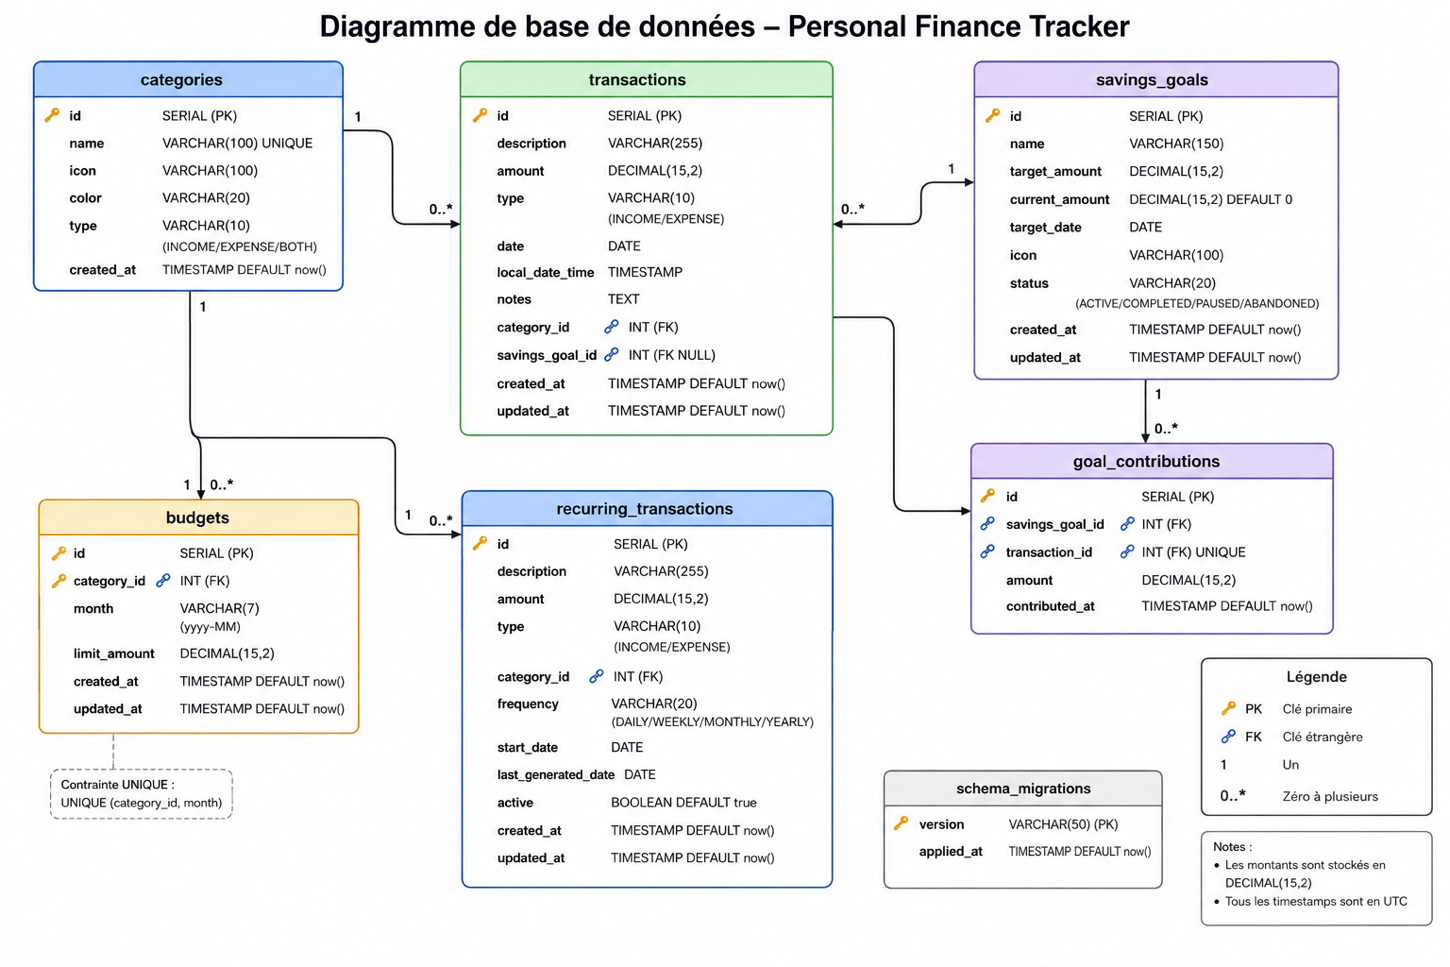 Diagramme de base de données – Personal Finance Tracker
categories
id SERIAL (PK)
name VARCHAR(100) UNIQUE
icon VARCHAR(100)
color VARCHAR(20)
type VARCHAR(10)
(INCOME/EXPENSE/BOTH)
created_at TIMESTAMP DEFAULT now()
1
0..*
transactions
id SERIAL (PK)
description VARCHAR(255)
amount DECIMAL(15,2)
type VARCHAR(10)
(INCOME/EXPENSE)
date DATE
local_date_time TIMESTAMP
notes TEXT
category_id INT (FK)
savings_goal_id INT (FK NULL)
created_at TIMESTAMP DEFAULT now()
updated_at TIMESTAMP DEFAULT now()
1
0..*
savings_goals
id SERIAL (PK)
name VARCHAR(150)
target_amount DECIMAL(15,2)
current_amount DECIMAL(15,2) DEFAULT 0
target_date DATE
icon VARCHAR(100)
status VARCHAR(20)
(ACTIVE/COMPLETED/PAUSED/ABANDONED)
created_at TIMESTAMP DEFAULT now()
updated_at TIMESTAMP DEFAULT now()
1
1
0..*
1 0..*
budgets
id SERIAL (PK)
category_id INT (FK)
month VARCHAR(7)
(yyyy-MM)
limit_amount DECIMAL(15,2)
created_at TIMESTAMP DEFAULT now()
updated_at TIMESTAMP DEFAULT now()
Contrainte UNIQUE :
UNIQUE (category_id, month)
1 0..*
recurring_transactions
id SERIAL (PK)
description VARCHAR(255)
amount DECIMAL(15,2)
type VARCHAR(10)
(INCOME/EXPENSE)
category_id INT (FK)
frequency VARCHAR(20)
(DAILY/WEEKLY/MONTHLY/YEARLY)
start_date DATE
last_generated_date DATE
active BOOLEAN DEFAULT true
created_at TIMESTAMP DEFAULT now()
updated_at TIMESTAMP DEFAULT now()
goal_contributions
id SERIAL (PK)
savings_goal_id INT (FK)
transaction_id INT (FK) UNIQUE
amount DECIMAL(15,2)
contributed_at TIMESTAMP DEFAULT now()
schema_migrations
version VARCHAR(50) (PK)
applied_at TIMESTAMP DEFAULT now()
Légende
PK Clé primaire
FK Clé étrangère
1 Un
0..* Zéro à plusieurs
Notes :
• Les montants sont stockés en
DECIMAL(15,2)
• Tous les timestamps sont en UTC